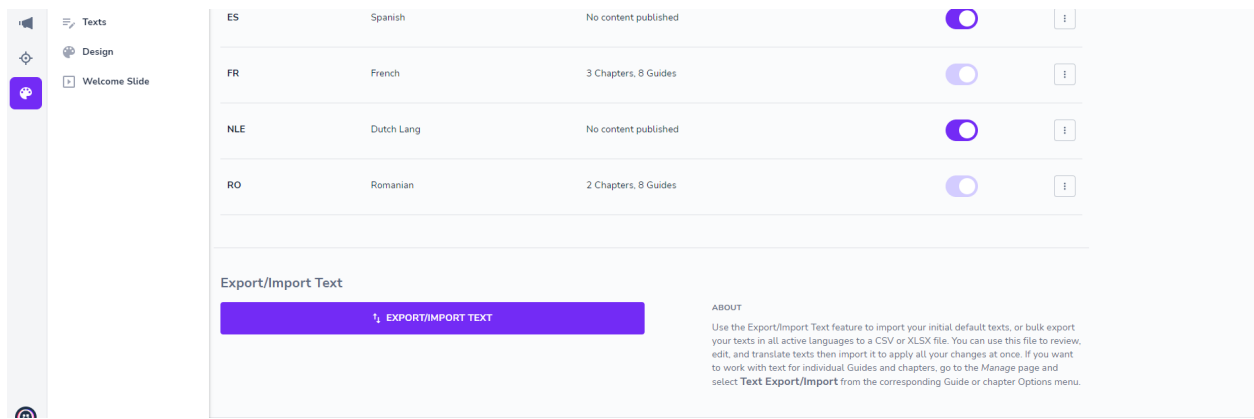 Texts
Design
Welcome Slide
ES Spanish No content published
FR French 3 Chapters, 8 Guides
NLE Dutch Lang No content published
RO Romanian 2 Chapters, 8 Guides
Export/Import Text
EXPORT/IMPORT TEXT
ABOUT
Use the Export/Import Text feature to import your initial default texts, or bulk export
your texts in all active languages to a CSV or XLSX file. You can use this file to review,
edit, and translate texts then import it to apply all your changes at once. If you want
to work with text for individual Guides and chapters, go to the Manage page and
select Text Export/Import from the corresponding Guide or chapter Options menu.